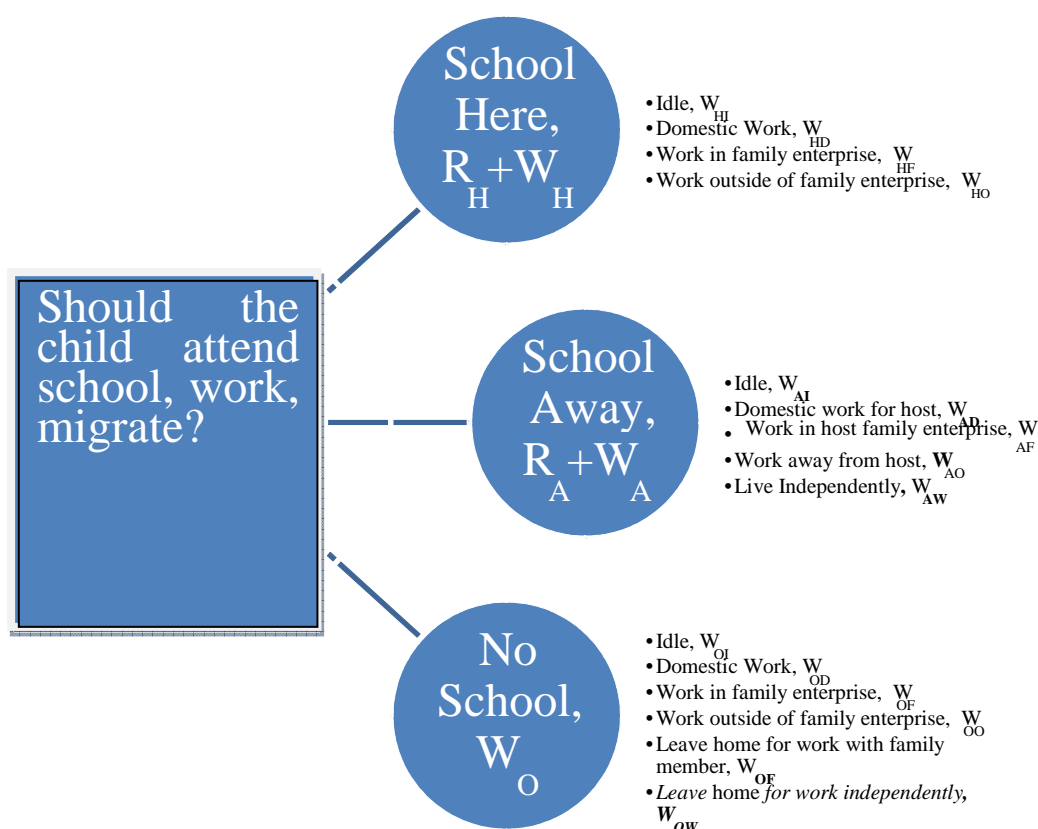 Should the
child attend
school, work,
migrate?
School
Here,
R_H+W_H
• Idle, W_HI
• Domestic Work, W_HD
• Work in family enterprise, W_HF
• Work outside of family enterprise, W_HO
School
Away,
R_A+W_A
• Idle, W_AI
• Domestic work for host, W_AD
• Work in host family enterprise, W_AF
• Work away from host, W_AO
• Live Independently, W_AW
No
School,
W_O
• Idle, W_OI
• Domestic Work, W_OD
• Work in family enterprise, W_OF
• Work outside of family enterprise, W_OO
• Leave home for work with family
member, W_OF
• Leave home for work independently,
W_OW